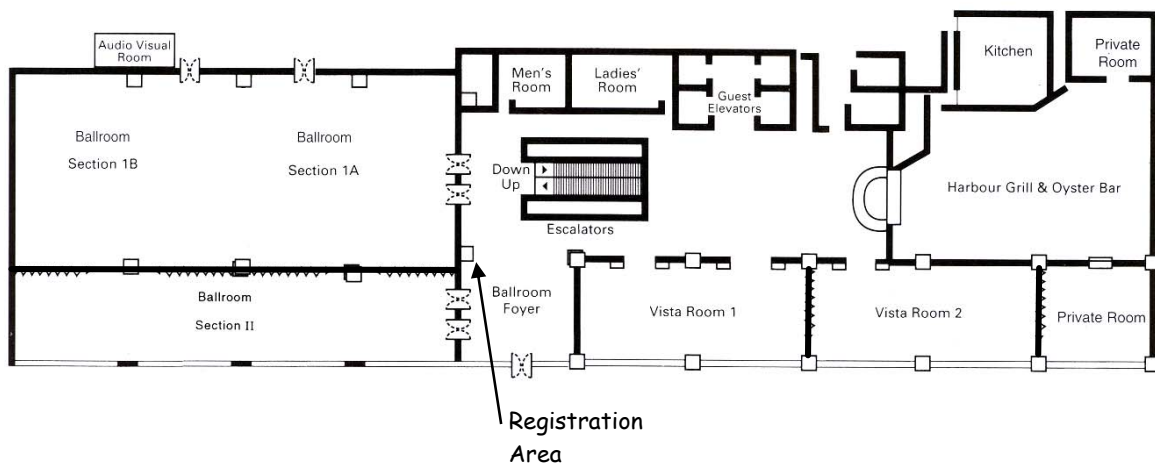 Audio Visual
Room
Men's
Room
Ladies'
Room
Guest
Elevators
Kitchen
Private
Room
Ballroom
Section 1B
Ballroom
Section 1A
Down
Up
Escalators
Harbour Grill & Oyster Bar
Ballroom
Section II
Ballroom
Foyer
Vista Room 1
Vista Room 2
Private Room
Registration
Area